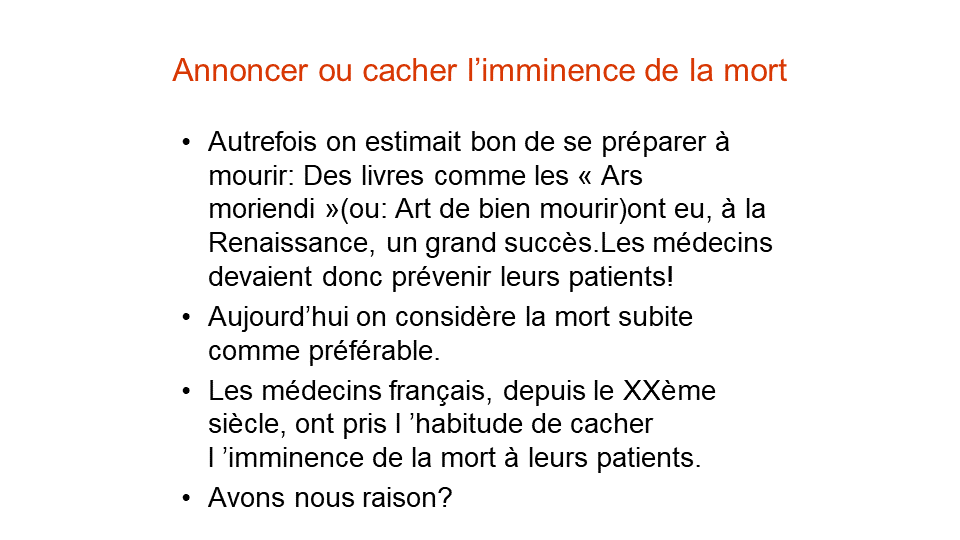 Annoncer ou cacher l’imminence de la mort
• Autrefois on estimait bon de se préparer à
mourir: Des livres comme les « Ars
moriendi »(ou: Art de bien mourir)ont eu, à la
Renaissance, un grand succès.Les médecins
devaient donc prévenir leurs patients!
• Aujourd’hui on considère la mort subite
comme préférable.
• Les médecins français, depuis le XXème
siècle, ont pris l ’habitude de cacher
l ’imminence de la mort à leurs patients.
• Avons nous raison?